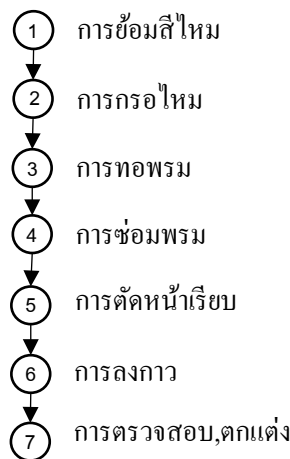 1 การย้อมสีไหม
2 การกรอไหม
3 การทอพรม
4 การซ่อมพรม
5 การตัดหน้าเรียบ
6 การลงกาว
7 การตรวจสอบ,ตกแต่ง